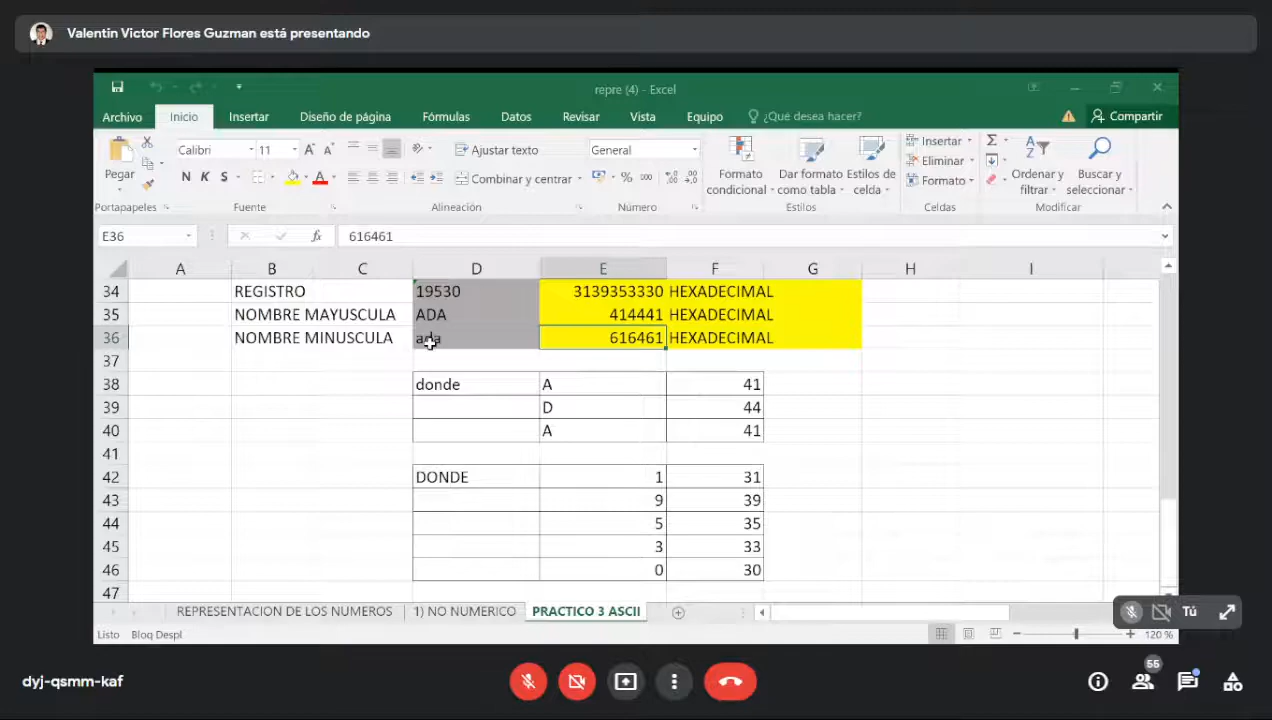 Valentin Victor Flores Guzman está presentando
repre (4) - Excel
Archivo Inicio Insertar Diseño de página Fórmulas Datos Revisar Vista Equipo ¿Qué desea hacer? Compartir
Pegar
Calibri 11
N K S
Ajustar texto
Combinar y centrar
General
% 000
Formato condicional
Dar formato como tabla
Estilos de celda
Insertar
Eliminar
Formato
Ordenar y filtrar
Buscar y seleccionar
Portapapeles Fuente Alineación Número Estilos Celdas Modificar
E36 fx 616461
A B C D E F G H I
34 REGISTRO 19530 3139353330 HEXADECIMAL
35 NOMBRE MAYUSCULA ADA 414441 HEXADECIMAL
36 NOMBRE MINUSCULA ada 616461 HEXADECIMAL
37
38 donde A 41
39 D 44
40 A 41
41
42 DONDE 1 31
43 9 39
44 5 35
45 3 33
46 0 30
47
REPRESENTACION DE LOS NUMEROS 1) NO NUMERICO PRACTICO 3 ASCII
Tú
Listo Bloq Despl 120 %
dyj-qsmm-kaf
55